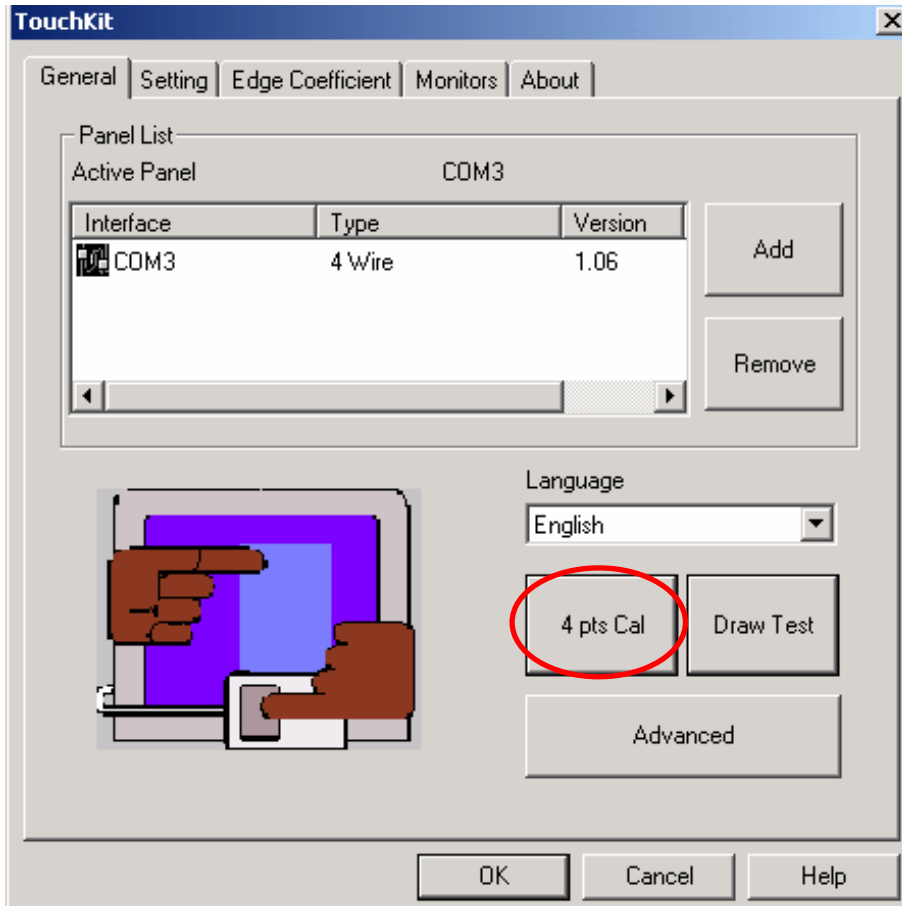 TouchKit
General Setting Edge Coefficient Monitors About
Panel List
Active Panel COM3
Interface Type Version
COM3 4 Wire 1.06
Add
Remove
Language
English
4 pts Cal Draw Test
Advanced
OK Cancel Help